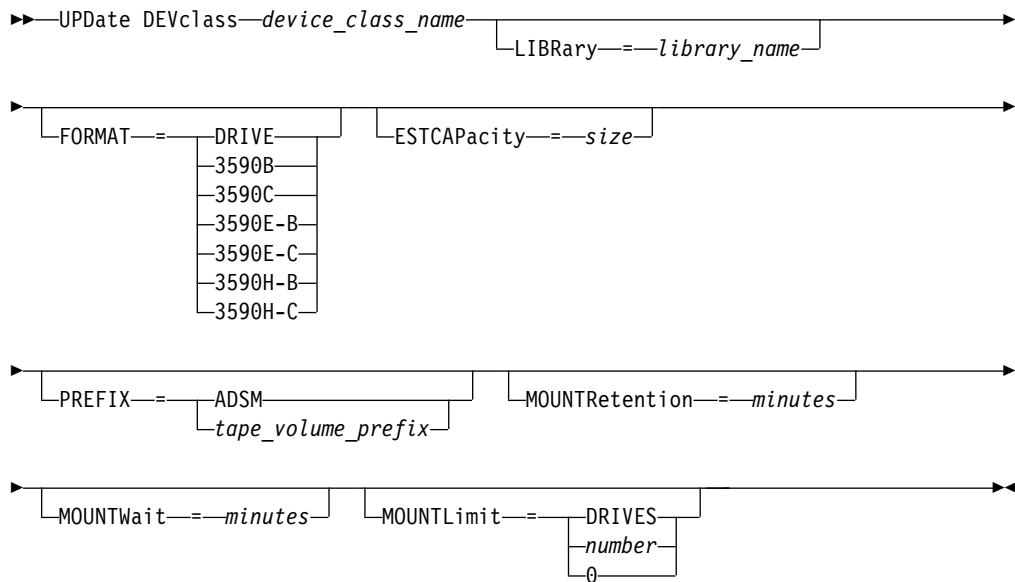 UPDate DEVclass device_class_name
LIBRary = library_name
FORMAT = DRIVE
3590B
3590C
3590E-B
3590E-C
3590H-B
3590H-C
ESTCAPacity = size
PREFIX = ADSM
tape_volume_prefix
MOUNTRetention = minutes
MOUNTWait = minutes
MOUNTLimit = DRIVES
number
0